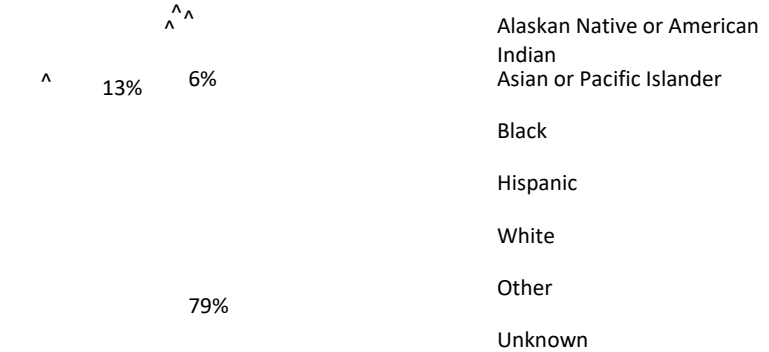 ^
^
^
Alaskan Native or American
Indian
^
13%
6%
Asian or Pacific Islander
Black
Hispanic
White
Other
79%
Unknown